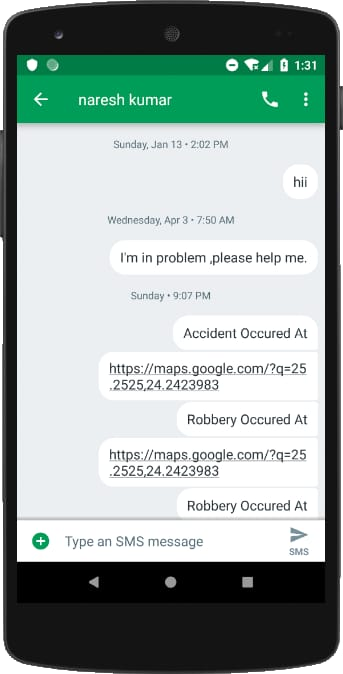 1:31
naresh kumar
Sunday, Jan 13 • 2:02 PM
hii
Wednesday, Apr 3 • 7:50 AM
I'm in problem ,please help me.
Sunday • 9:07 PM
Accident Occured At
https://maps.google.com/?q=25
.2525,24.2423983
Robbery Occured At
https://maps.google.com/?q=25
.2525,24.2423983
Robbery Occured At
Type an SMS message
SMS